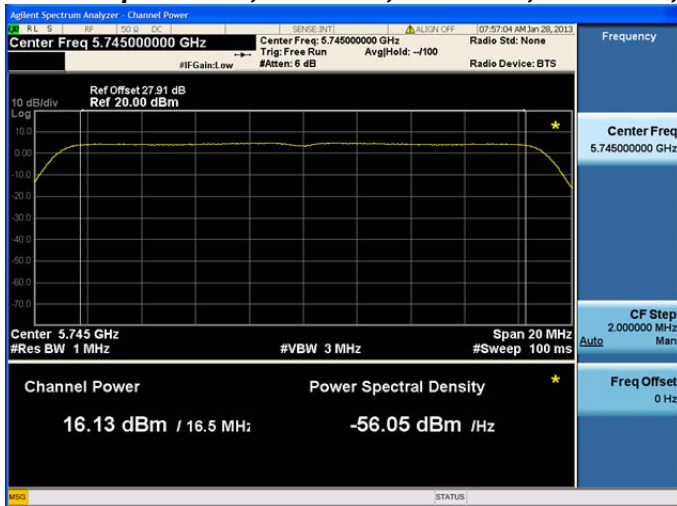 Agilent Spectrum Analyzer - Channel Power
RL S RF 50 Ω DC SENSE:INT ALIGN OFF 07:57:04 AM Jan 28, 2013
Center Freq 5.745000000 GHz Center Freq: 5.745000000 GHz Radio Std: None Frequency
Trig: Free Run Avg|Hold: --/100
#IFGain:Low #Atten: 6 dB Radio Device: BTS
Ref Offset 27.91 dB
10 dB/div Ref 20.00 dBm
Log
10.0
0.00
-10.0
-20.0
-30.0
-40.0
-50.0
-60.0
-70.0
Center Freq
5.745000000 GHz
Center 5.745 GHz Span 20 MHz
#Res BW 1 MHz #VBW 3 MHz #Sweep 100 ms
CF Step
2.000000 MHz
Auto Man
Channel Power Power Spectral Density
16.13 dBm / 16.5 MHz -56.05 dBm /Hz
Freq Offset
0 Hz
MSG STATUS